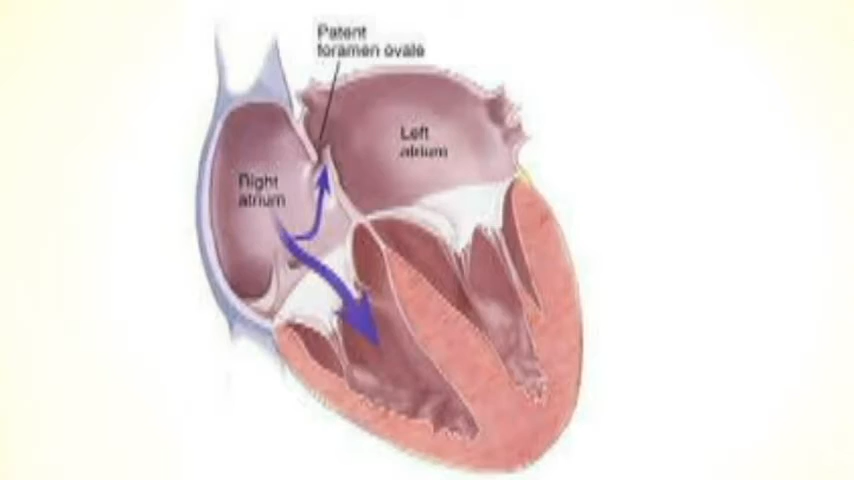 Patent
foramen ovale
Left
atrium
Right
atrium